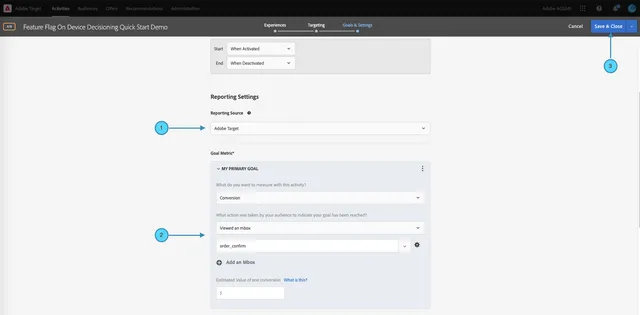 Adobe Target Activities Audiences Offers Recommendations Administration
A/B Feature Flag On Device Decisioning Quick Start Demo
Experiences Targeting Goals & Settings
Cancel Save & Close
3
Start When Activated
End When Deactivated
Reporting Settings
Reporting Source
1 Adobe Target
Goal Metric*
MY PRIMARY GOAL
What do you want to measure with this activity?
Conversion
What action was taken by your audience to indicate your goal has been reached?
Viewed an mbox
2
order_confirm
Add an Mbox
Estimated Value of one conversion What is this?